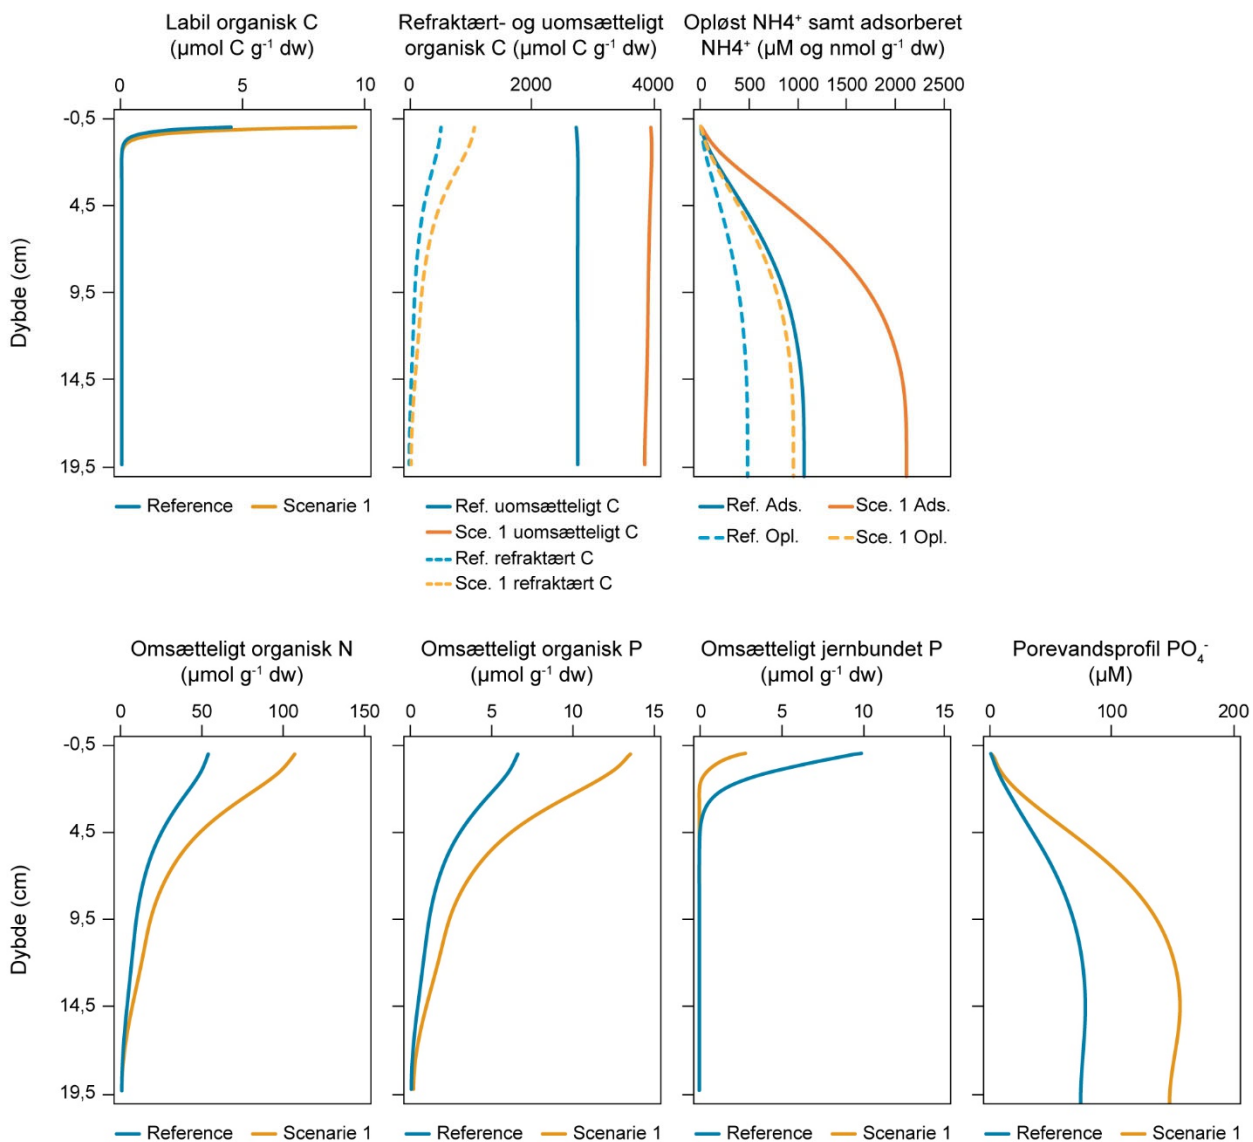 Labil organisk C
(µmol C g⁻¹ dw)
0 5 10
Refraktært- og uomsætteligt
organisk C (µmol C g⁻¹ dw)
0 2000 4000
Opløst NH4⁺ samt adsorberet
NH4⁺ (µM og nmol g⁻¹ dw)
0 500 1000 1500 2000 2500
Dybde (cm)
-0,5
4,5
9,5
14,5
19,5
Reference Scenarie 1
Ref. uomsætteligt C
Sce. 1 uomsætteligt C
Ref. refraktært C
Sce. 1 refraktært C
Ref. Ads. Sce. 1 Ads.
Ref. Opl. Sce. 1 Opl.
Omsætteligt organisk N
(µmol g⁻¹ dw)
0 50 100 150
Omsætteligt organisk P
(µmol g⁻¹ dw)
0 5 10 15
Omsætteligt jernbundet P
(µmol g⁻¹ dw)
0 5 10 15
Porevandsprofil PO₄⁻
(µM)
0 100 200
Dybde (cm)
-0,5
4,5
9,5
14,5
19,5
Reference Scenarie 1
Reference Scenarie 1
Reference Scenarie 1
Reference Scenarie 1